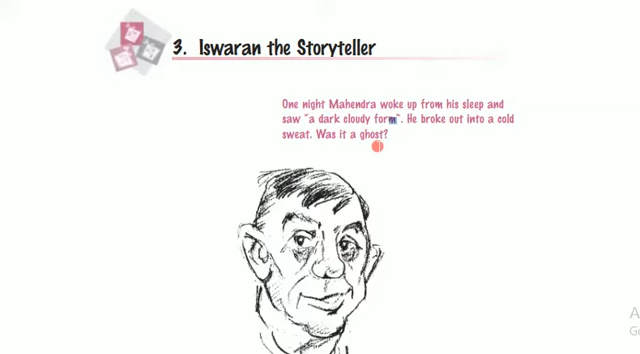 3. Iswaran the Storyteller
One night Mahendra woke up from his sleep and
saw “a dark cloudy form”. He broke out into a cold
sweat. Was it a ghost?